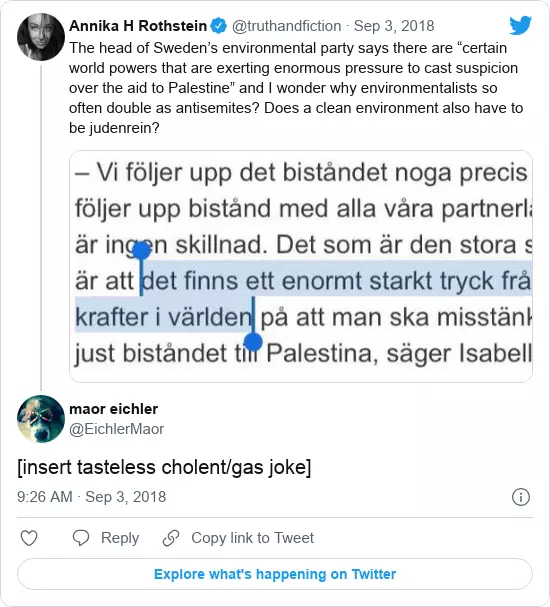 Annika H Rothstein @truthandfiction · Sep 3, 2018
The head of Sweden's environmental party says there are “certain
world powers that are exerting enormous pressure to cast suspicion
over the aid to Palestine” and I wonder why environmentalists so
often double as antisemites? Does a clean environment also have to
be judenrein?
– Vi följer upp det biståndet noga precis
följer upp bistånd med alla våra partnerlä
är ingen skillnad. Det som är den stora s
är att det finns ett enormt starkt tryck frå
krafter i världen på att man ska misstänk
just biståndet till Palestina, säger Isabell
maor eichler
@EichlerMaor
[insert tasteless cholent/gas joke]
9:26 AM · Sep 3, 2018
Reply Copy link to Tweet
Explore what's happening on Twitter